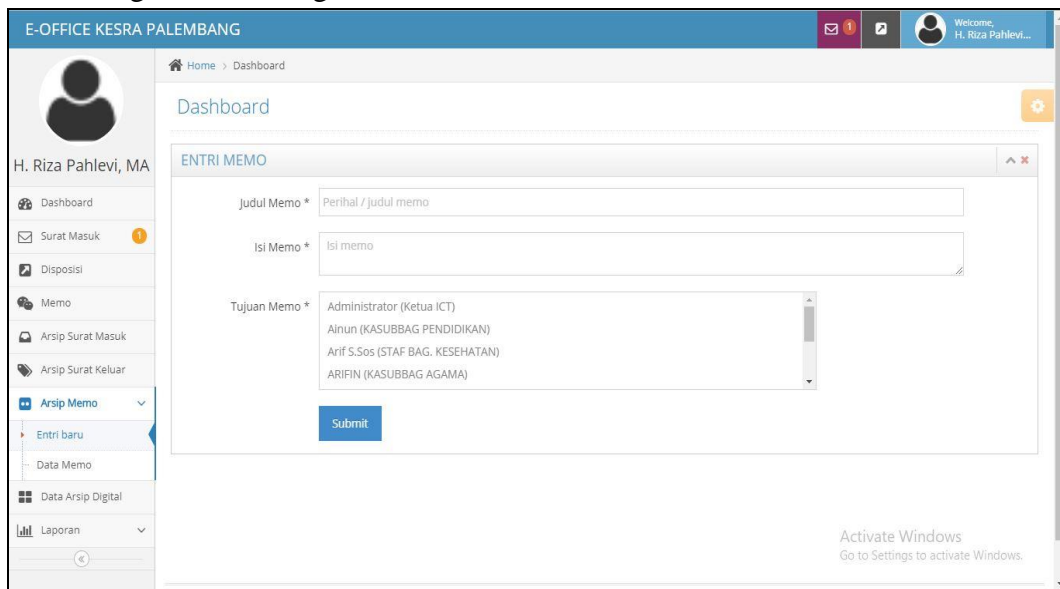 E-OFFICE KESRA PALEMBANG
1
Welcome,
H. Riza Pahlevi...
Home > Dashboard
Dashboard
H. Riza Pahlevi, MA
Dashboard
Surat Masuk 1
Disposisi
Memo
Arsip Surat Masuk
Arsip Surat Keluar
Arsip Memo
Entri baru
Data Memo
Data Arsip Digital
Laporan
ENTRI MEMO
Judul Memo * Perihal / judul memo
Isi Memo * Isi memo
Tujuan Memo * Administrator (Ketua ICT)
Ainun (KASUBBAG PENDIDIKAN)
Arif S.Sos (STAF BAG. KESEHATAN)
ARIFIN (KASUBBAG AGAMA)
Submit
Activate Windows
Go to Settings to activate Windows.